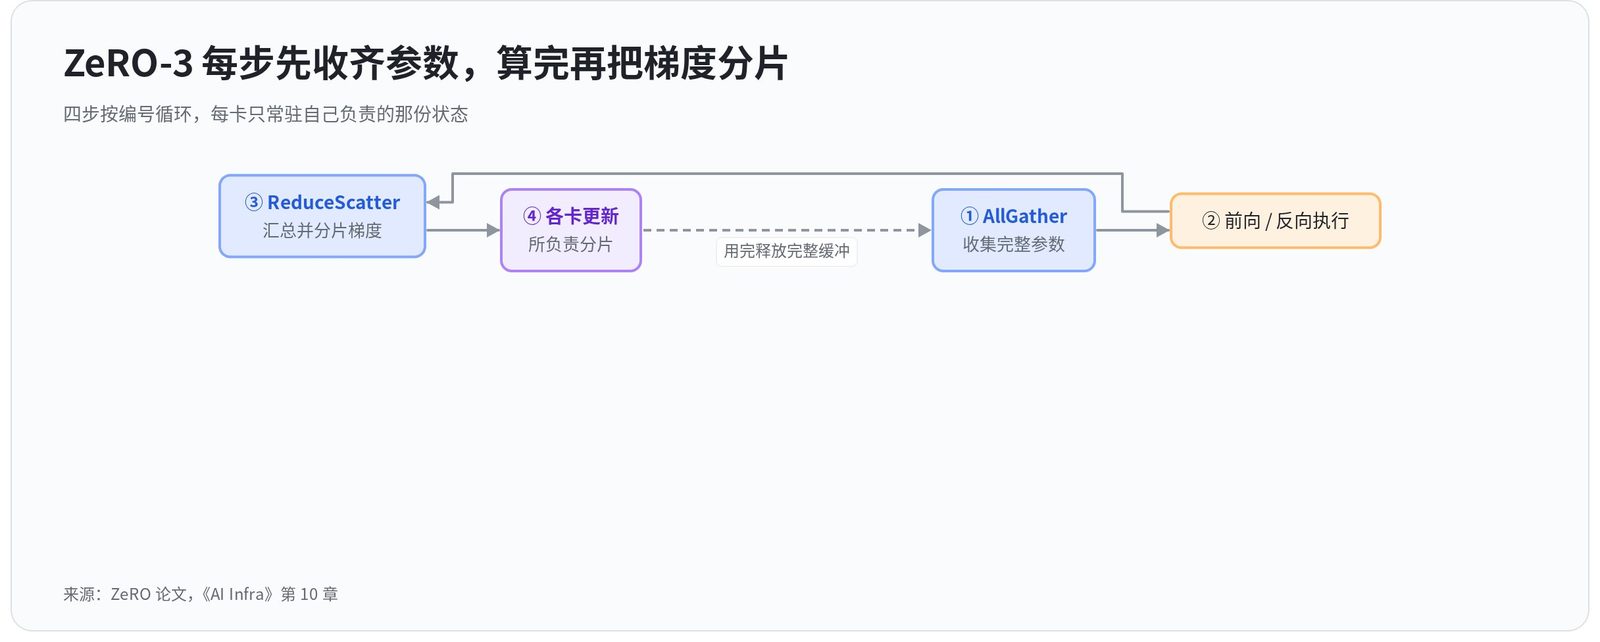 ZeRO-3 每步先收齐参数，算完再把梯度分片
四步按编号循环，每卡只常驻自己负责的那份状态
③ ReduceScatter
汇总并分片梯度
④ 各卡更新
所负责分片
用完释放完整缓冲
① AllGather
收集完整参数
② 前向 / 反向执行
来源：ZeRO 论文，《AI Infra》第 10 章